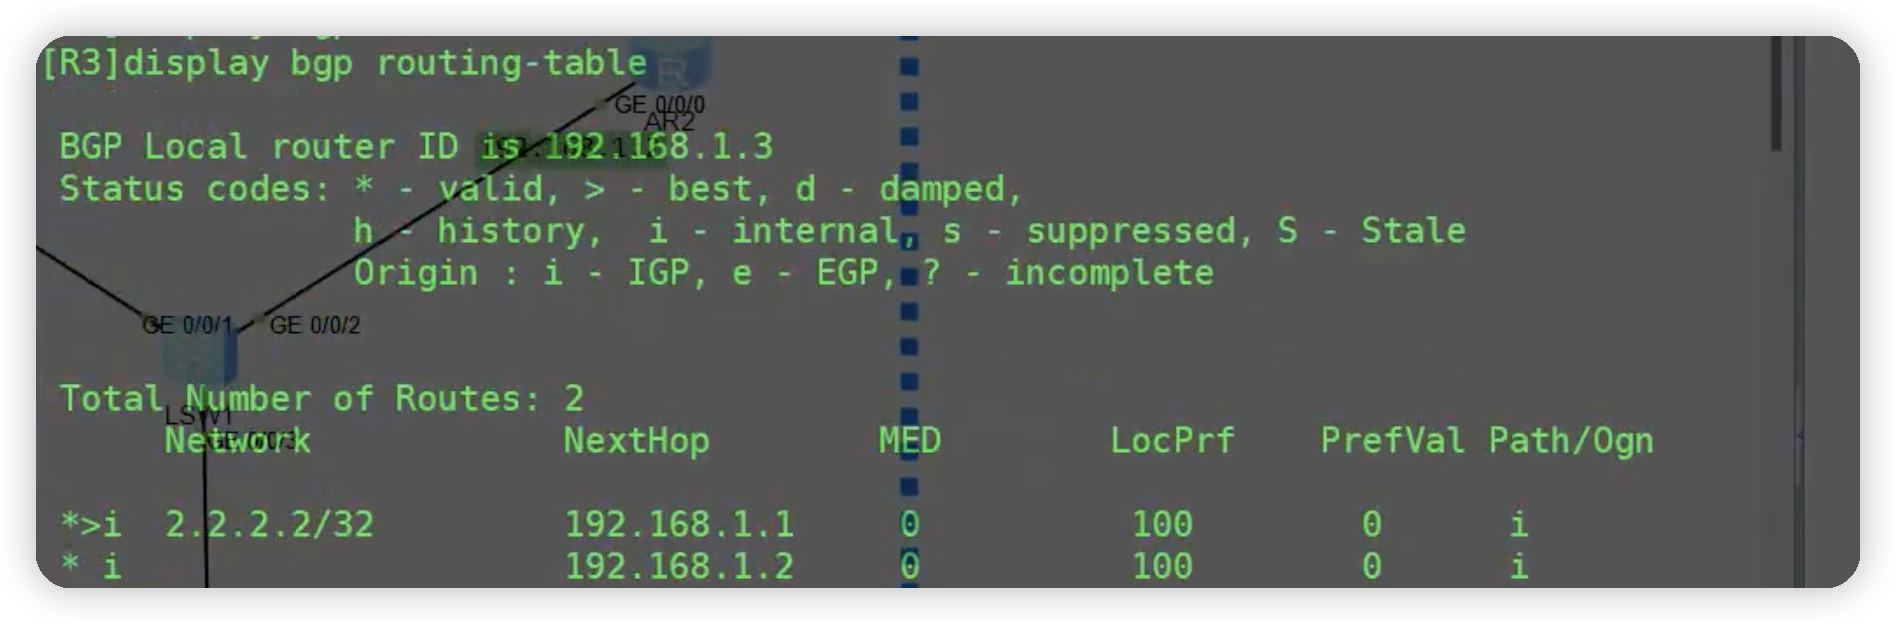 [R3]display bgp routing-table
GE 0/0/0
AR2
BGP Local router ID is 192.168.1.3
Status codes: * - valid, > - best, d - damped,
h - history,  i - internal, s - suppressed, S - Stale
Origin : i - IGP, e - EGP, ? - incomplete
GE 0/0/1 GE 0/0/2
Total Number of Routes: 2
LSW1
Network NextHop MED LocPrf PrefVal Path/Ogn
*>i 2.2.2.2/32 192.168.1.1 0 100 0 i
* i 192.168.1.2 0 100 0 i